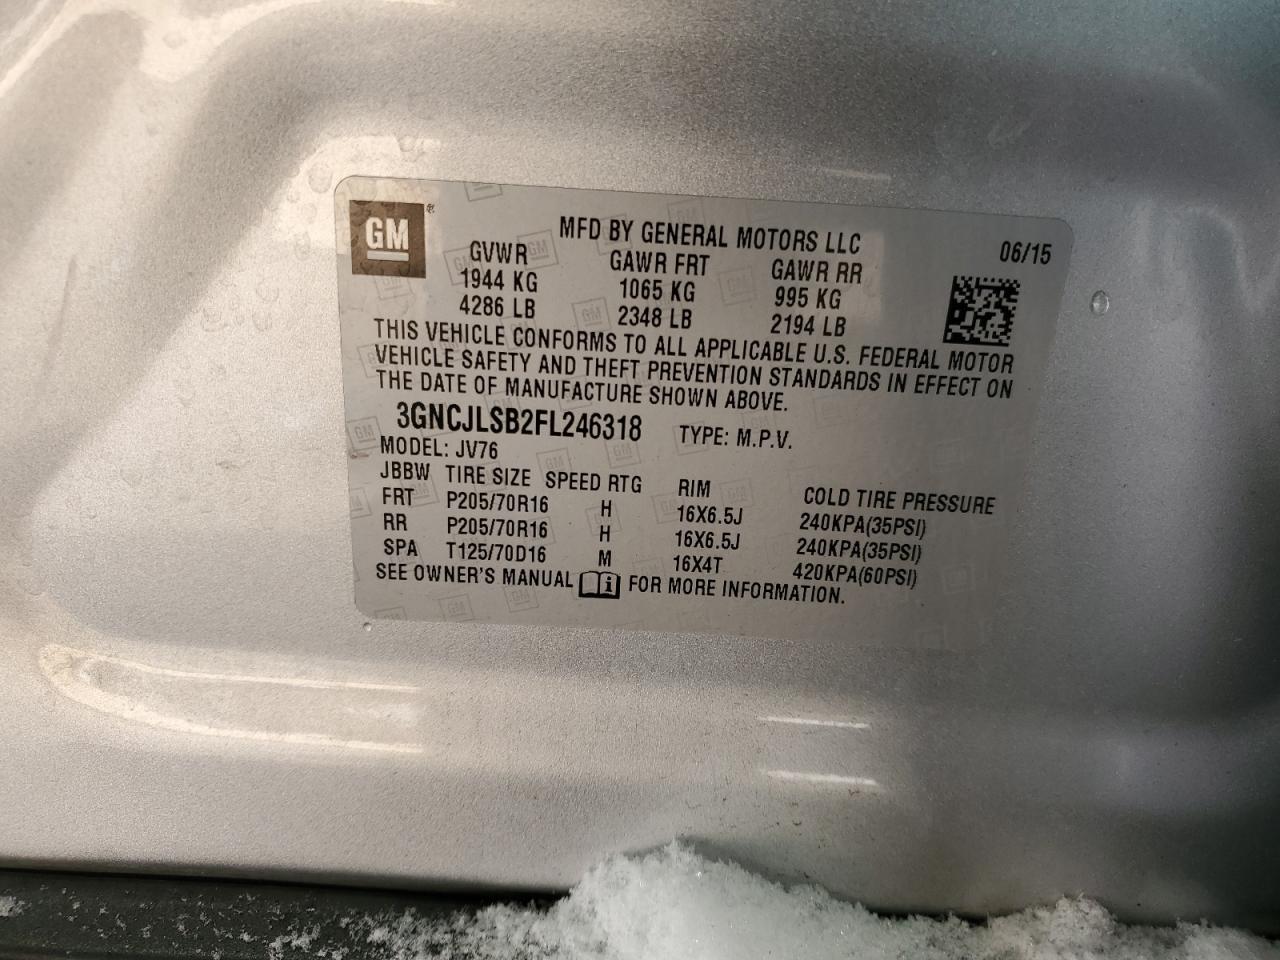 GM
MFD BY GENERAL MOTORS LLC 06/15
GVWR GAWR FRT GAWR RR
1944 KG 1065 KG 995 KG
4286 LB 2348 LB 2194 LB
THIS VEHICLE CONFORMS TO ALL APPLICABLE U.S. FEDERAL MOTOR
VEHICLE SAFETY AND THEFT PREVENTION STANDARDS IN EFFECT ON
THE DATE OF MANUFACTURE SHOWN ABOVE.
3GNCJLSB2FL246318 TYPE: M.P.V.
MODEL: JV76
JBBW TIRE SIZE SPEED RTG RIM COLD TIRE PRESSURE
FRT P205/70R16 H 16X6.5J 240KPA(35PSI)
RR P205/70R16 H 16X6.5J 240KPA(35PSI)
SPA T125/70D16 M 16X4T 420KPA(60PSI)
SEE OWNER'S MANUAL i FOR MORE INFORMATION.